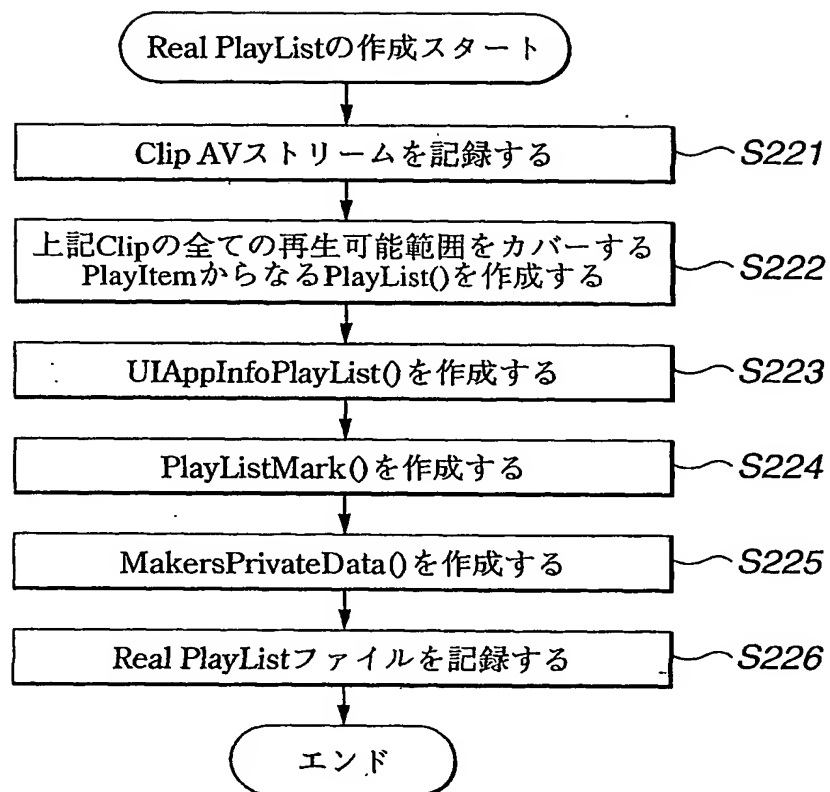 Real PlayListの作成スタート
Clip AVストリームを記録する
S221
上記Clipの全ての再生可能範囲をカバーする
PlayItemからなるPlayList()を作成する
S222
UIAppInfoPlayList()を作成する
S223
PlayListMark()を作成する
S224
MakersPrivateData()を作成する
S225
Real PlayListファイルを記録する
S226
エンド